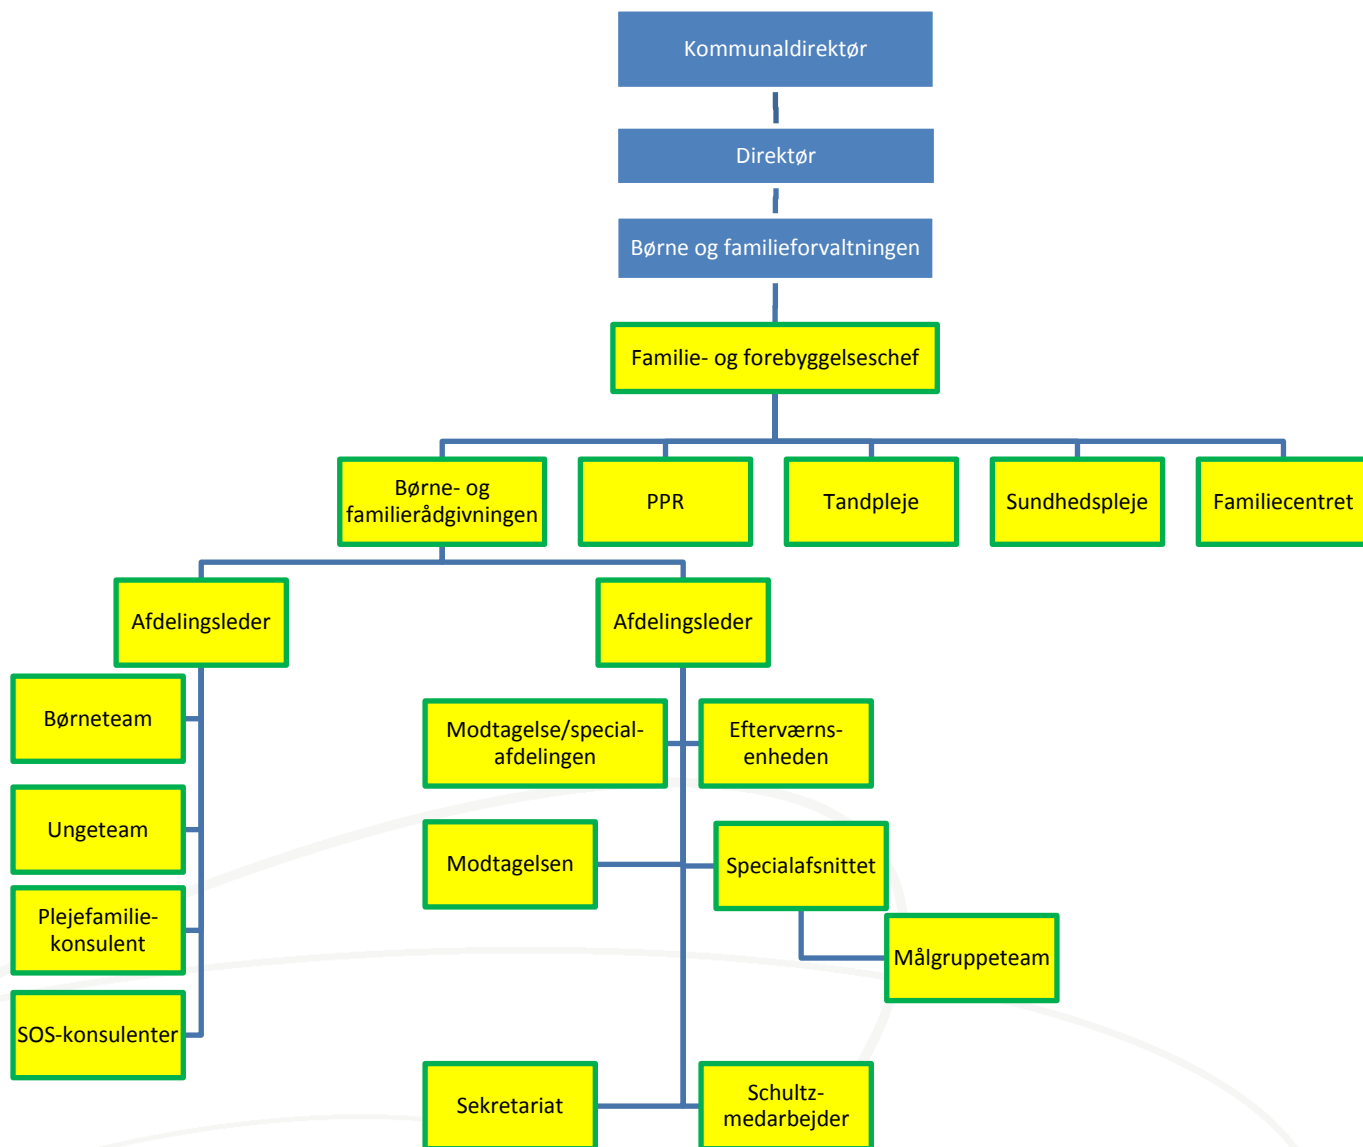 Kommunaldirektør
Direktør
Børne og familieforvaltningen
Familie- og forebyggelseschef
Børne- og
familierådgivningen
PPR
Tandpleje
Sundhedspleje
Familiecentret
Afdelingsleder
Afdelingsleder
Børneteam
Ungeteam
Plejefamilie-
konsulent
SOS-konsulenter
Modtagelse/special-
afdelingen
Efterværns-
enheden
Modtagelsen
Specialafsnittet
Målgruppeteam
Sekretariat
Schultz-
medarbejder